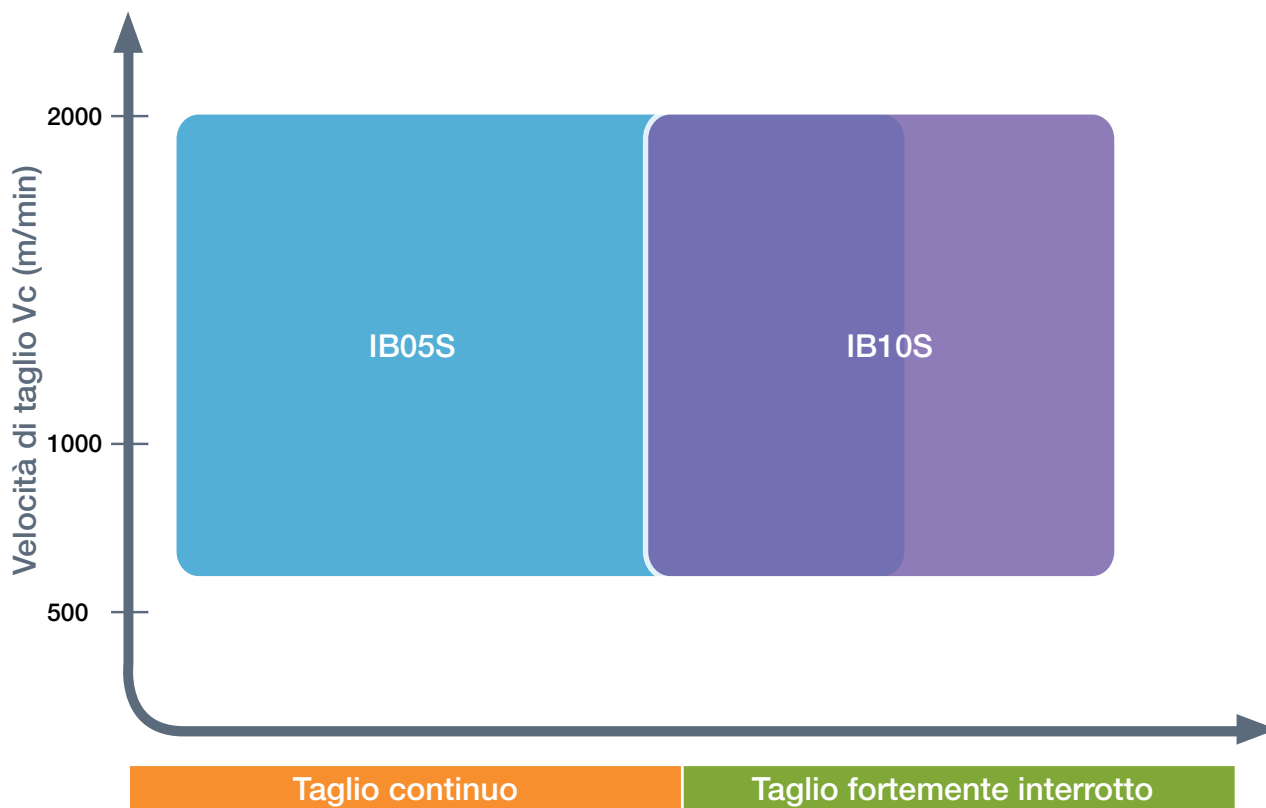 Velocità di taglio Vc (m/min)
2000
1000
500
IB05S
IB10S
Taglio continuo
Taglio fortemente interrotto